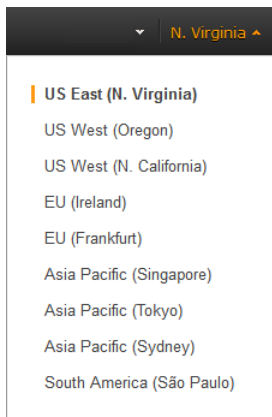 N. Virginia
US East (N. Virginia)
US West (Oregon)
US West (N. California)
EU (Ireland)
EU (Frankfurt)
Asia Pacific (Singapore)
Asia Pacific (Tokyo)
Asia Pacific (Sydney)
South America (São Paulo)